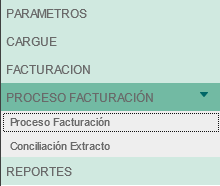 PARAMETROS
CARGUE
FACTURACION
PROCESO FACTURACIÓN
Proceso Facturación
Conciliación Extracto
REPORTES